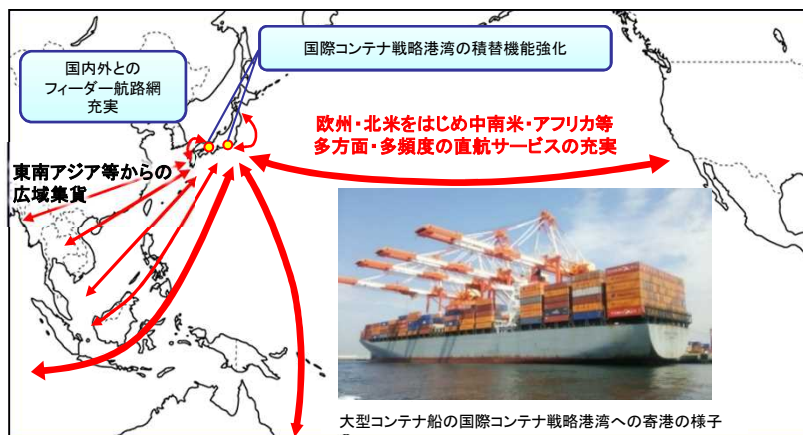 国際コンテナ戦略港湾の積替機能強化
国内外との
フィーダー航路網
充実
欧州・北米をはじめ中南米・アフリカ等
多方面・多頻度の直航サービスの充実
東南アジア等からの
広域集貨
大型コンテナ船の国際コンテナ戦略港湾への寄港の様子